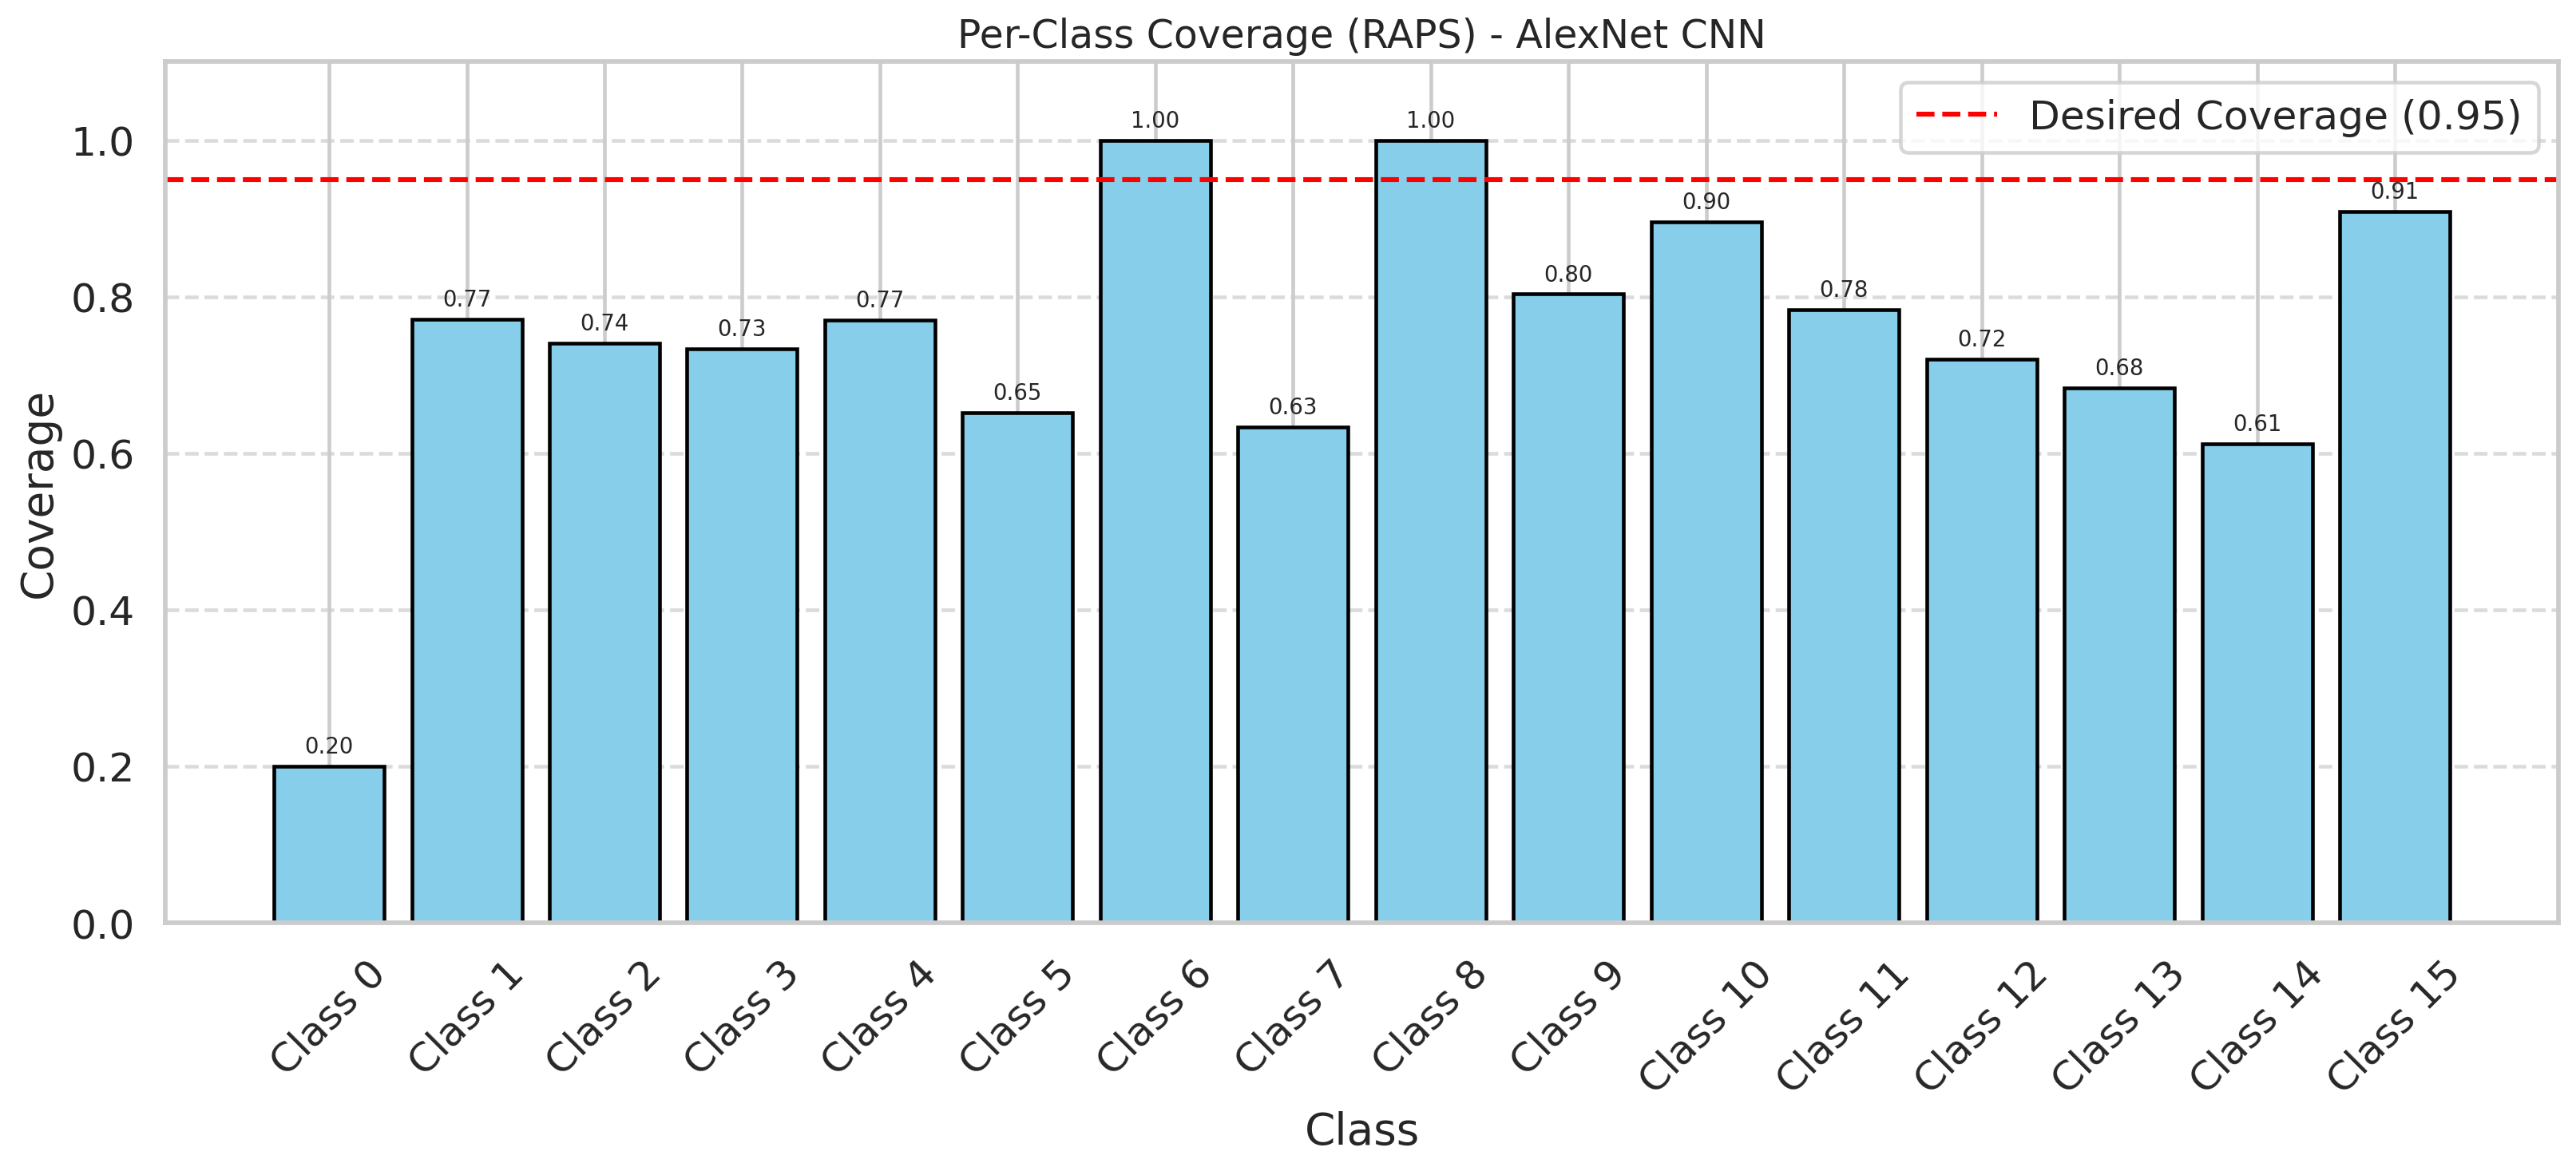 Per-Class Coverage (RAPS) - AlexNet CNN
Desired Coverage (0.95)
Coverage
1.0
0.8
0.6
0.4
0.2
0.0
0.20
0.77
0.74
0.73
0.77
0.65
1.00
0.63
1.00
0.80
0.90
0.78
0.72
0.68
0.61
0.91
Class 0
Class 1
Class 2
Class 3
Class 4
Class 5
Class 6
Class 7
Class 8
Class 9
Class 10
Class 11
Class 12
Class 13
Class 14
Class 15
Class